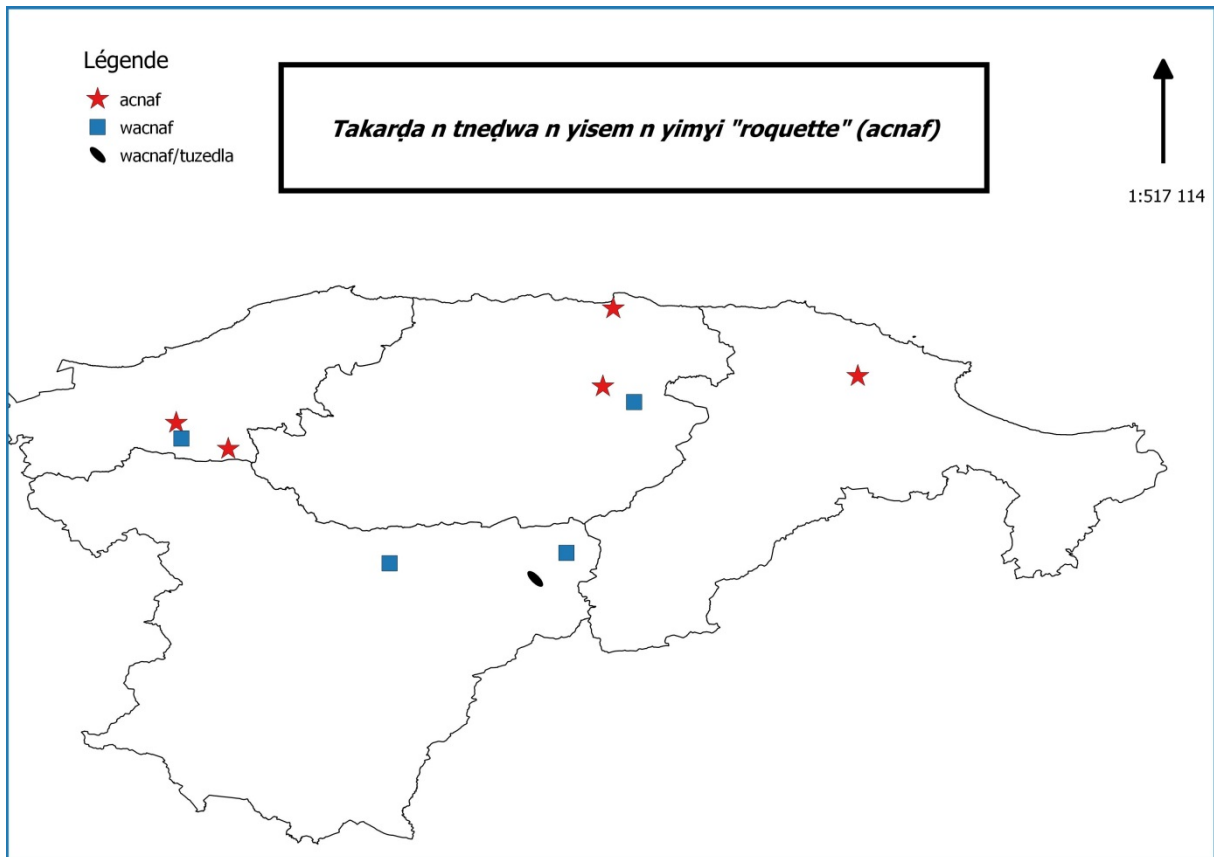 Légende
acnaf
wacnaf
wacnaf/tuzedla
Takarḍa n tneḍwa n yisem n yimɣi "roquette" (acnaf)
1:517 114